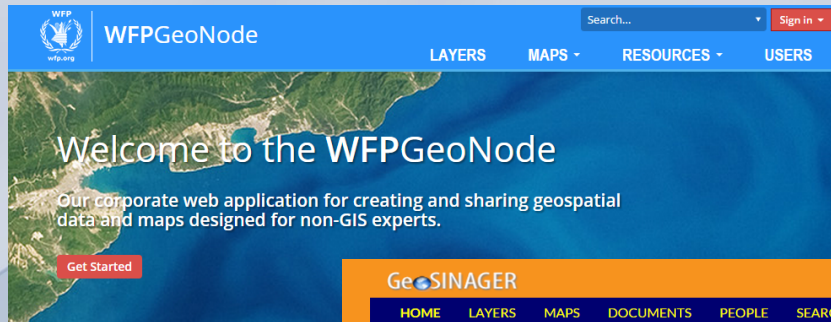 WFP
wfp.org
WFPGeoNode
Search...
Sign in
LAYERS MAPS RESOURCES USERS
Welcome to the WFPGeoNode
Our corporate web application for creating and sharing geospatial
data and maps designed for non-GIS experts.
Get Started
GeoSINAGER
HOME LAYERS MAPS DOCUMENTS PEOPLE SEARC